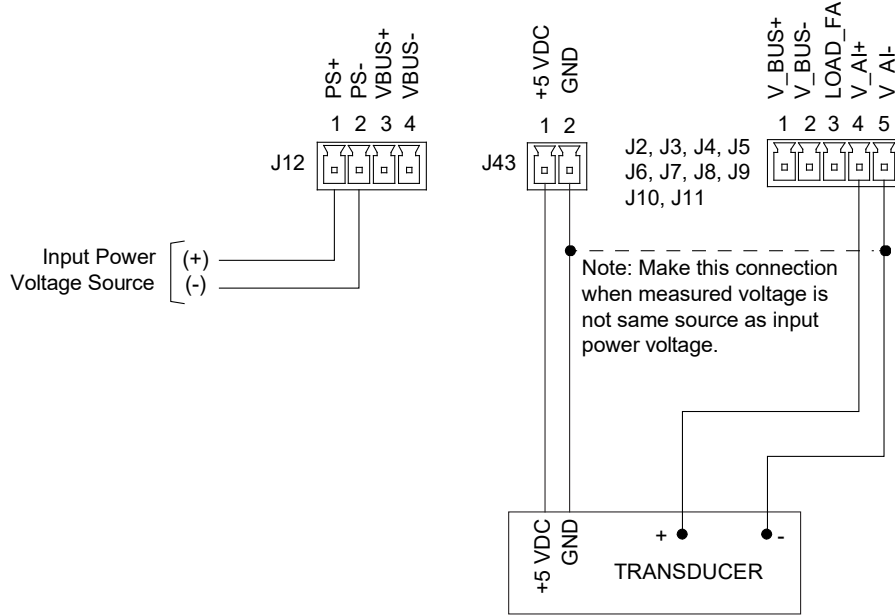 PS+
PS-
VBUS+
VBUS-
1 2 3 4
J12
+5 VDC
GND
1 2
J43
V_BUS+
V_BUS-
LOAD_FA
V_AI+
V_AI-
1 2 3 4 5
J2, J3, J4, J5
J6, J7, J8, J9
J10, J11
Input Power (+)
Voltage Source (-)
Note: Make this connection
when measured voltage is
not same source as input
power voltage.
+5 VDC
GND
+ -
TRANSDUCER